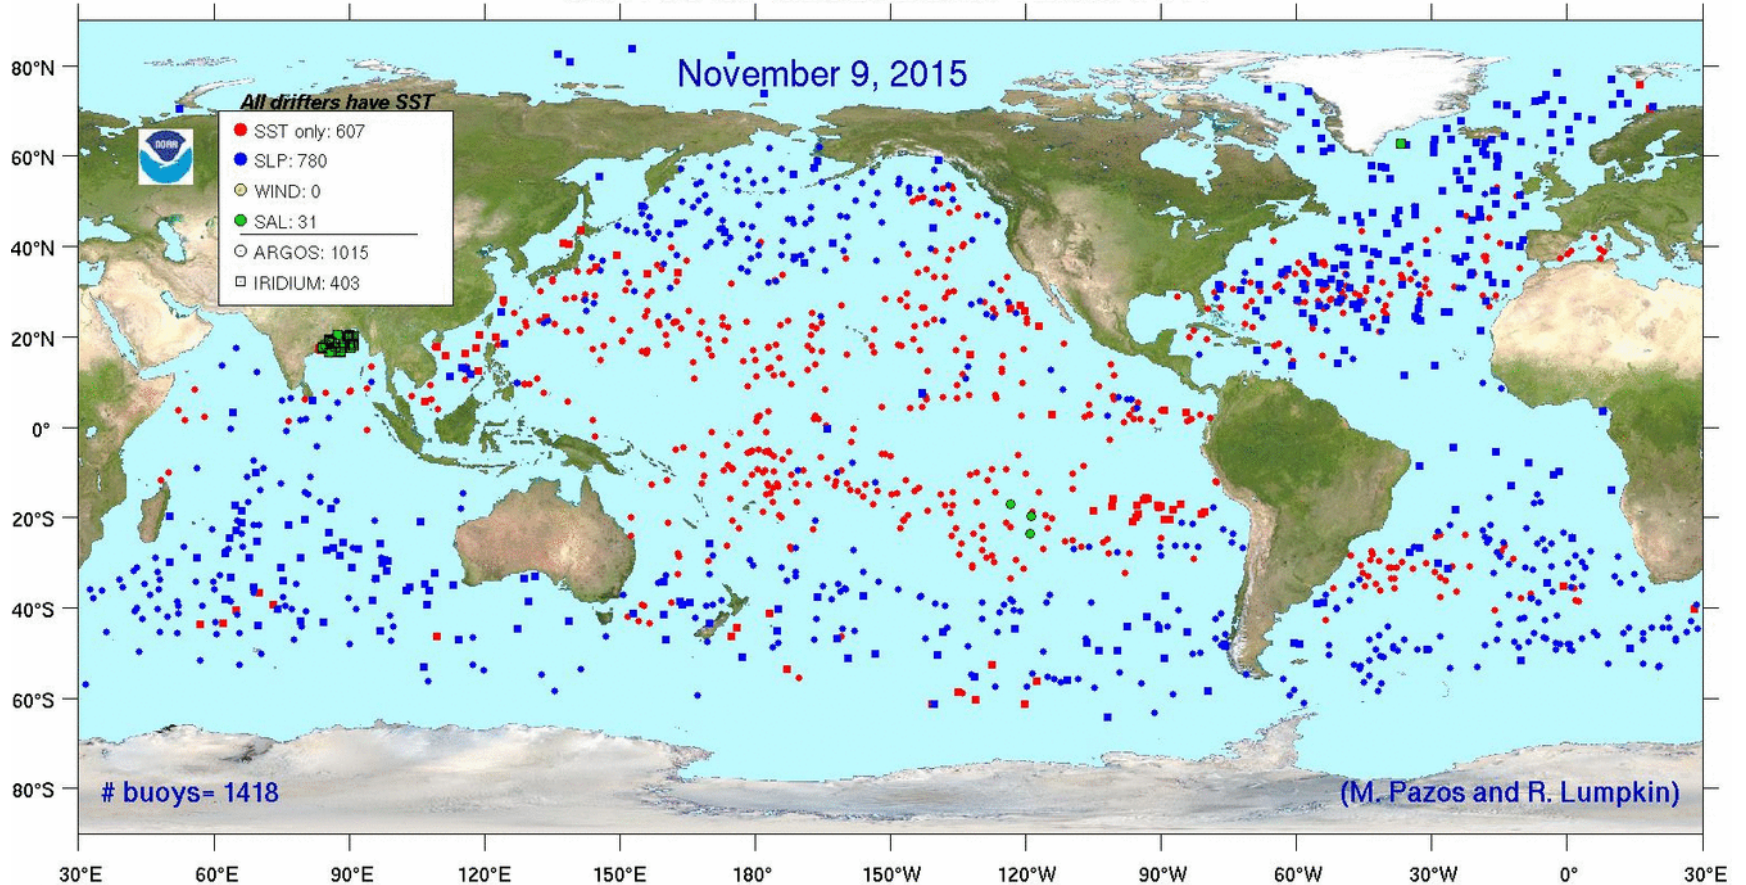 November 9, 2015
All drifters have SST
SST only: 607
SLP: 780
WIND: 0
SAL: 31
ARGOS: 1015
IRIDIUM: 403
NOAA
80°N
60°N
40°N
20°N
0°
20°S
40°S
60°S
80°S
# buoys= 1418
(M. Pazos and R. Lumpkin)
30°E 60°E 90°E 120°E 150°E 180° 150°W 120°W 90°W 60°W 30°W 0° 30°E